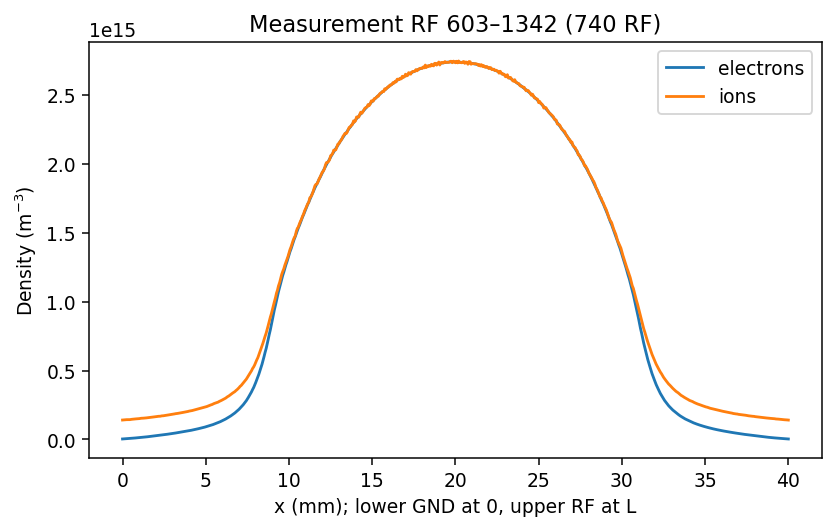 Measurement RF 603–1342 (740 RF)
1e15
electrons
ions
2.5
2.0
1.5
1.0
0.5
0.0
Density (m⁻³)
0 5 10 15 20 25 30 35 40
x (mm); lower GND at 0, upper RF at L